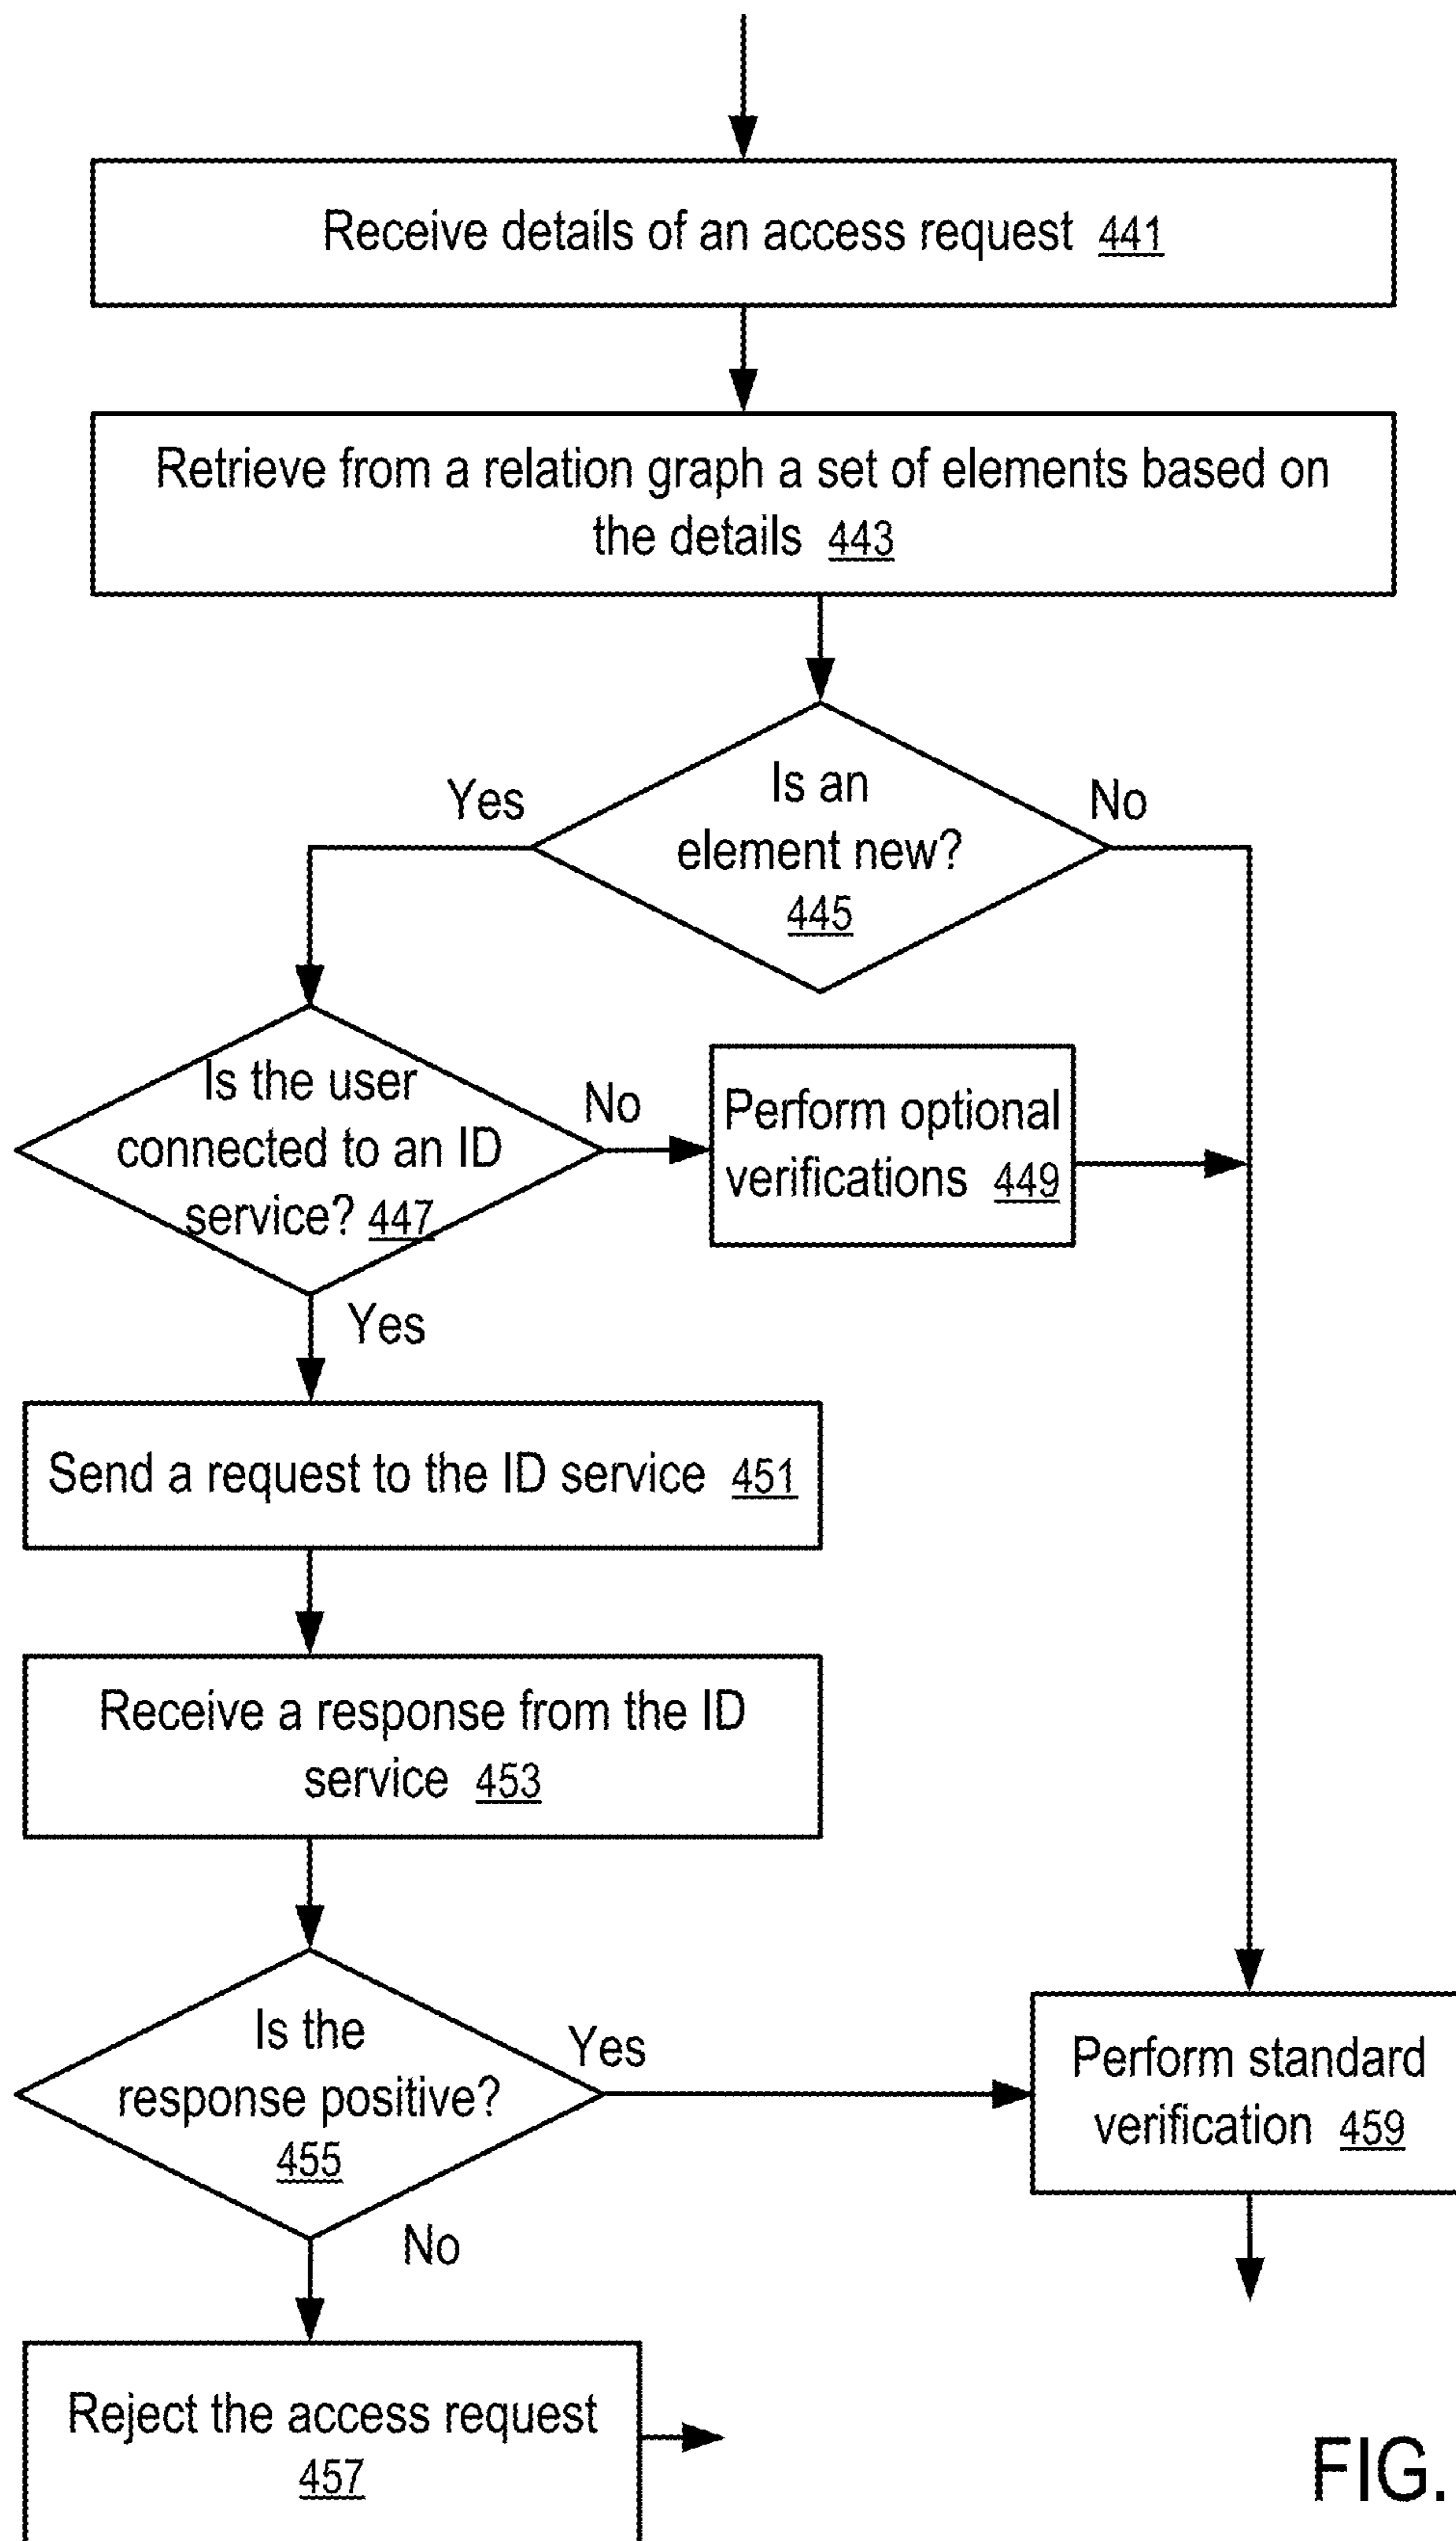 Receive details of an access request 441
Retrieve from a relation graph a set of elements based on
the details 443
Is an
element new?
445
Yes
No
Is the user
connected to an ID
service? 447
No
Perform optional
verifications 449
Yes
Send a request to the ID service 451
Receive a response from the ID
service 453
Is the
response positive?
455
Yes
Perform standard
verification 459
No
Reject the access request
457
FIG.